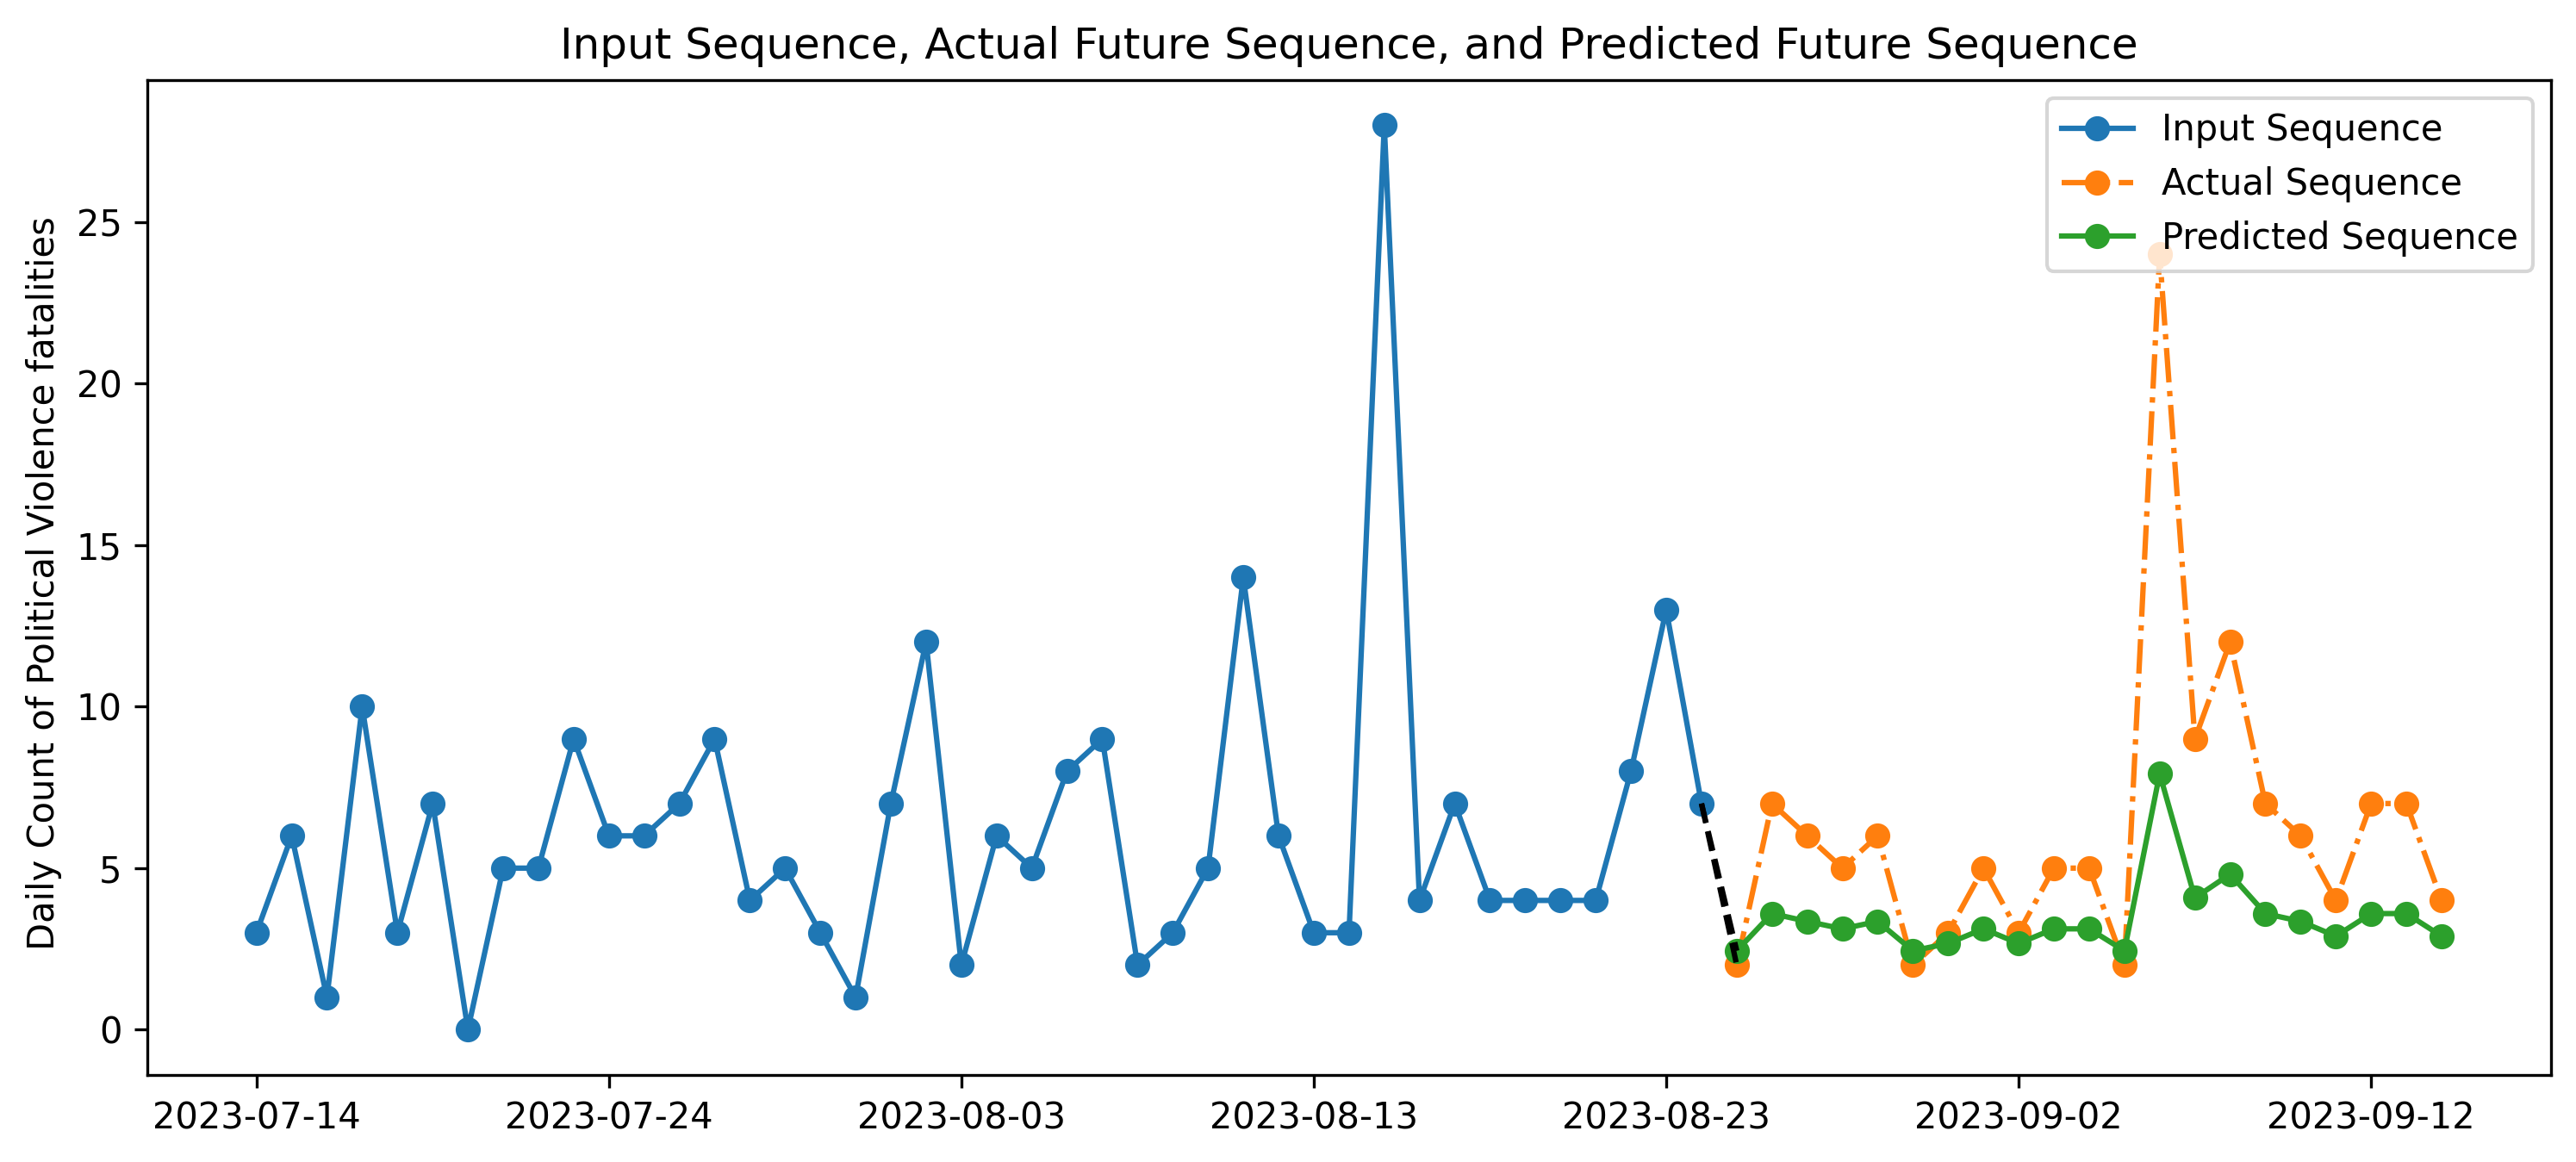 Input Sequence, Actual Future Sequence, and Predicted Future Sequence
Daily Count of Political Violence fatalities
25
20
15
10
5
0
Input Sequence
Actual Sequence
Predicted Sequence
2023-07-14 2023-07-24 2023-08-03 2023-08-13 2023-08-23 2023-09-02 2023-09-12